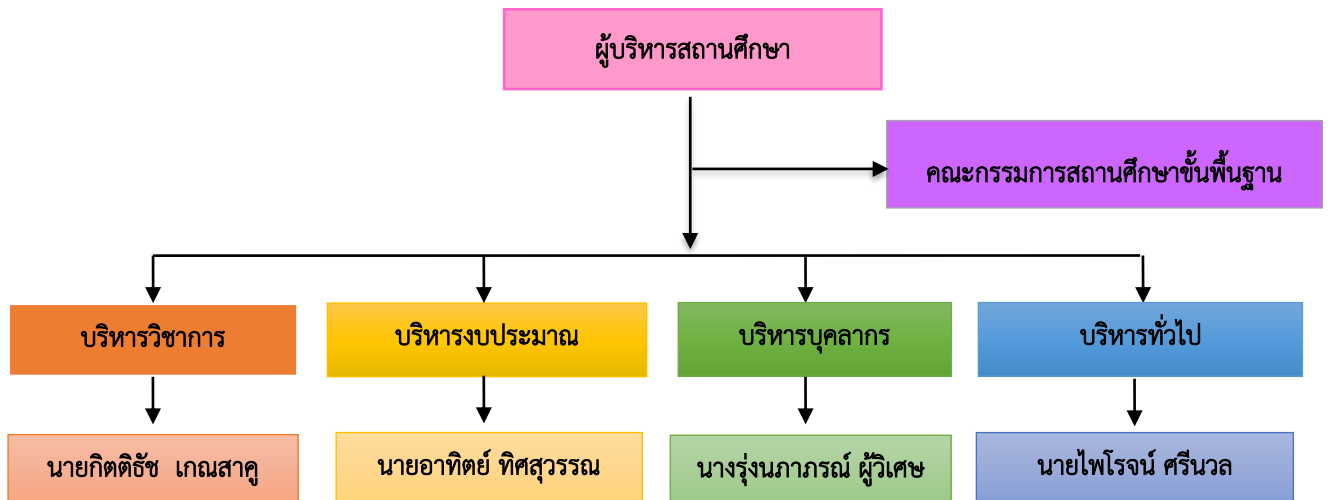 ผู้บริหารสถานศึกษา
คณะกรรมการสถานศึกษาขั้นพื้นฐาน
บริหารวิชาการ
บริหารงบประมาณ
บริหารบุคลากร
บริหารทั่วไป
นายกิตติธัช เกณสาคู
นายอาทิตย์ ทิศสุวรรณ
นางรุ่งนภาภรณ์ ผู้วิเศษ
นายไพโรจน์ ศรีนวล